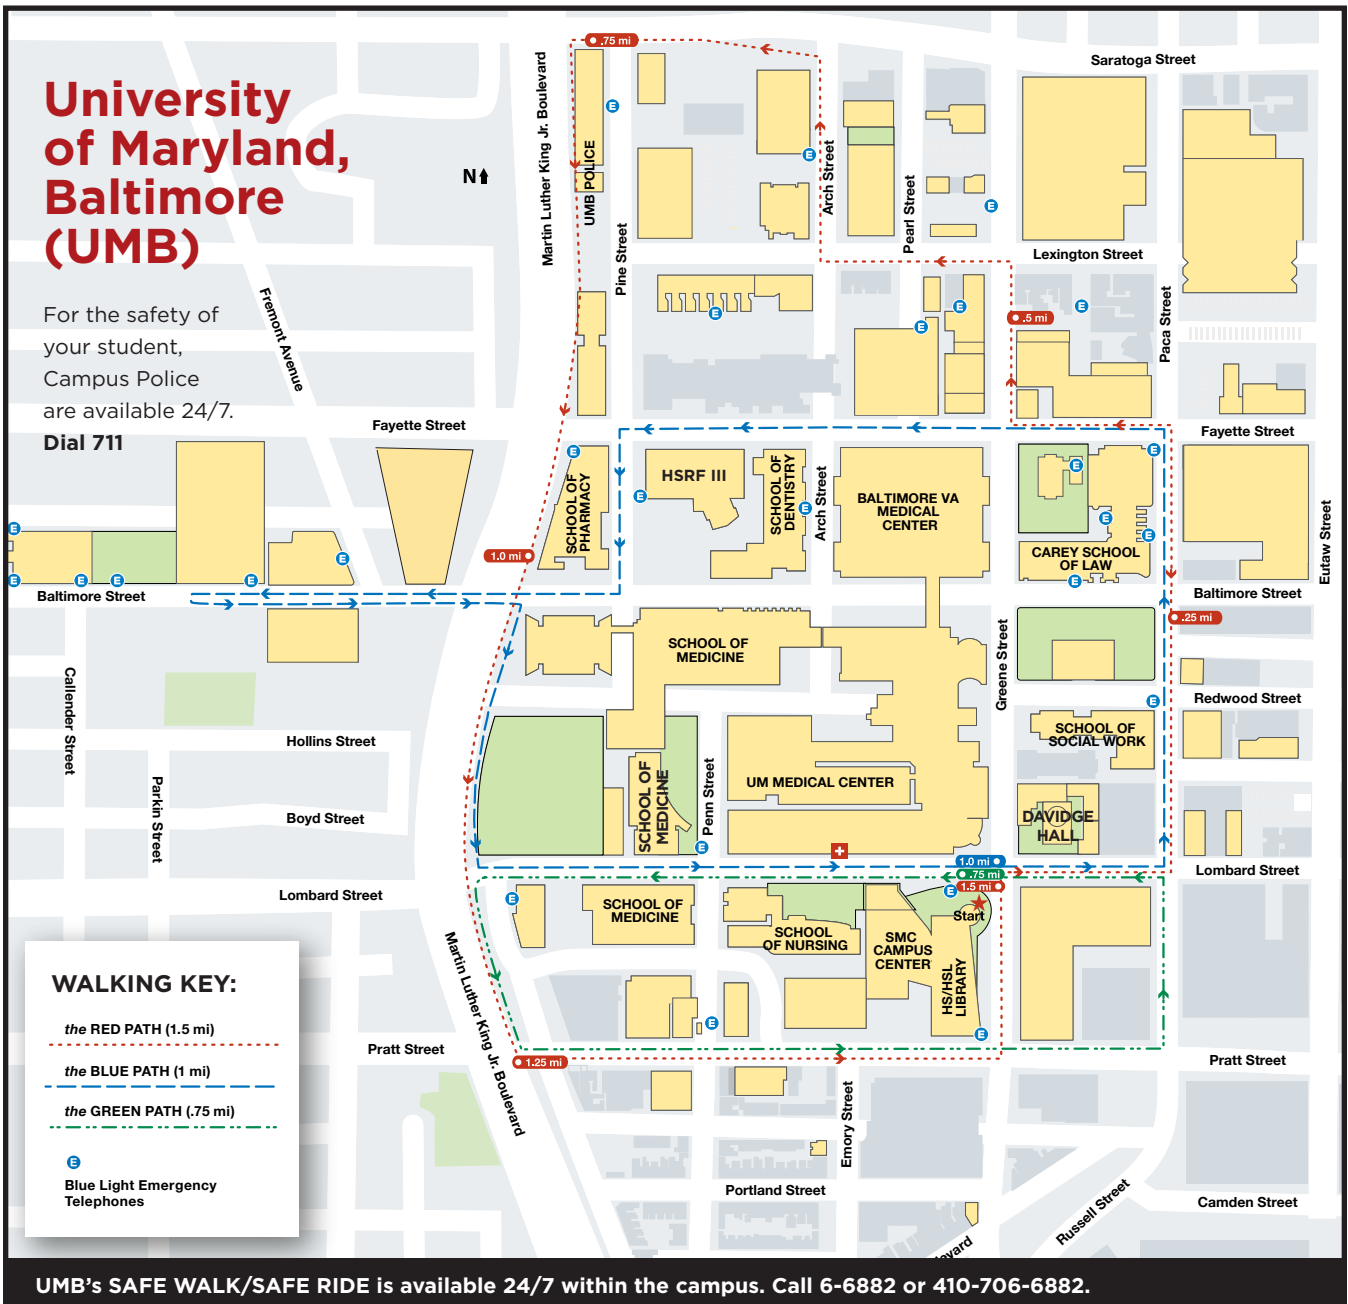 University
of Maryland,
Baltimore
(UMB)
For the safety of
your student,
Campus Police
are available 24/7.
Dial 711
N
.75 mi
Saratoga Street
Martin Luther King Jr. Boulevard
UMB POLICE
E
E
Arch Street
Pearl Street
E
Pine Street
Lexington Street
Fremont Avenue
E
E
E
E
.5 mi
Paca Street
Fayette Street
Fayette Street
E
SCHOOL OF
PHARMACY
E
HSRF III
SCHOOL OF
DENTISTRY
E
Arch Street
BALTIMORE VA
MEDICAL
CENTER
E
E
E
E
CAREY SCHOOL
OF LAW
E
Eutaw Street
1.0 mi
E
E
E
E
E
E
Baltimore Street
Baltimore Street
.25 mi
SCHOOL OF
MEDICINE
Greene Street
Redwood Street
E
SCHOOL OF
SOCIAL WORK
Callender Street
Hollins Street
Parkin Street
Boyd Street
SCHOOL OF
MEDICINE
Penn Street
E
UM MEDICAL CENTER
DAVIDGE
HALL
1.0 mi
.75 mi
1.5 mi
Lombard Street
Lombard Street
E
SCHOOL OF
MEDICINE
SCHOOL
OF NURSING
SMC
CAMPUS
CENTER
E
Start
HS/HSL
LIBRARY
E
E
Martin Luther King Jr. Boulevard
WALKING KEY:
the RED PATH (1.5 mi)
the BLUE PATH (1 mi)
the GREEN PATH (.75 mi)
E
Blue Light Emergency
Telephones
Pratt Street
1.25 mi
Pratt Street
Emory Street
Portland Street
Russell Street
Camden Street
UMB's SAFE WALK/SAFE RIDE is available 24/7 within the campus. Call 6-6882 or 410-706-6882.